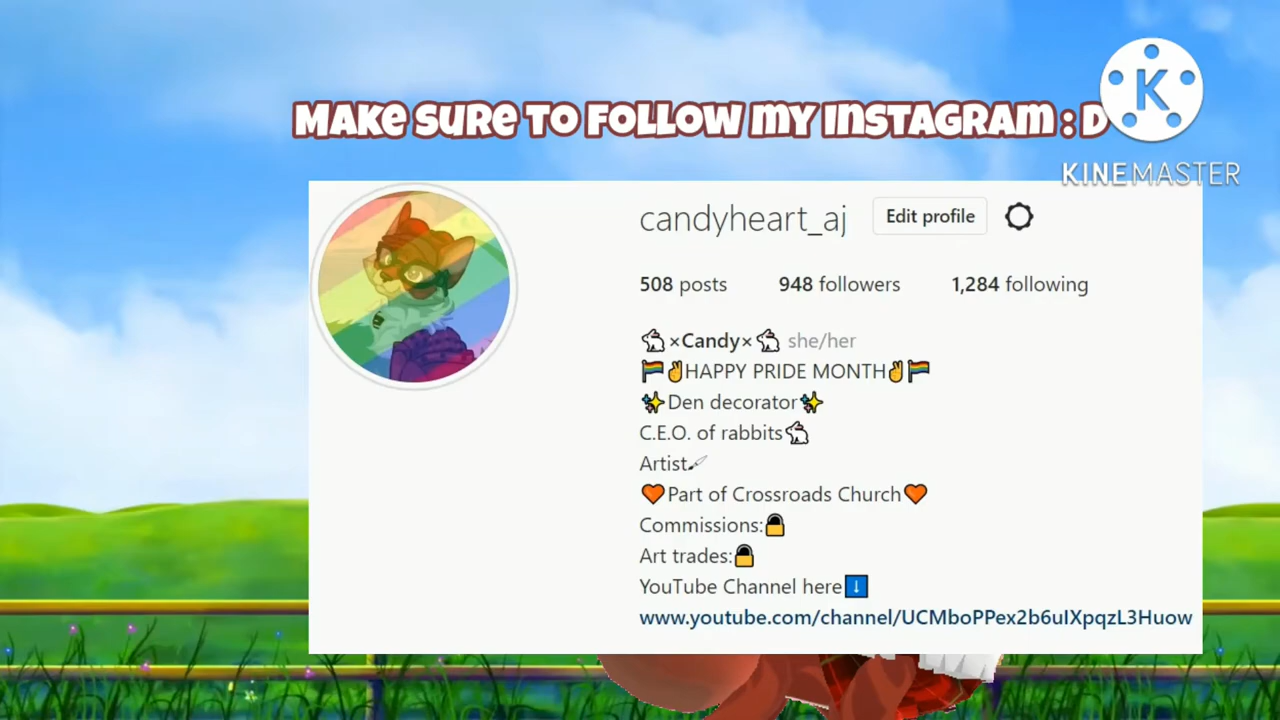 MAKE SURE TO FOLLOW MY INSTAGRAM : D
K
KINEMASTER
candyheart_aj Edit profile
508 posts 948 followers 1,284 following
🐇×Candy×🐇 she/her
🏳️‍🌈✌HAPPY PRIDE MONTH✌🏳️‍🌈
✨Den decorator✨
C.E.O. of rabbits🐇
Artist🖌
🧡Part of Crossroads Church🧡
Commissions:🔒
Art trades:🔒
YouTube Channel here⬇
www.youtube.com/channel/UCMboPPex2b6uIXpqzL3Huow